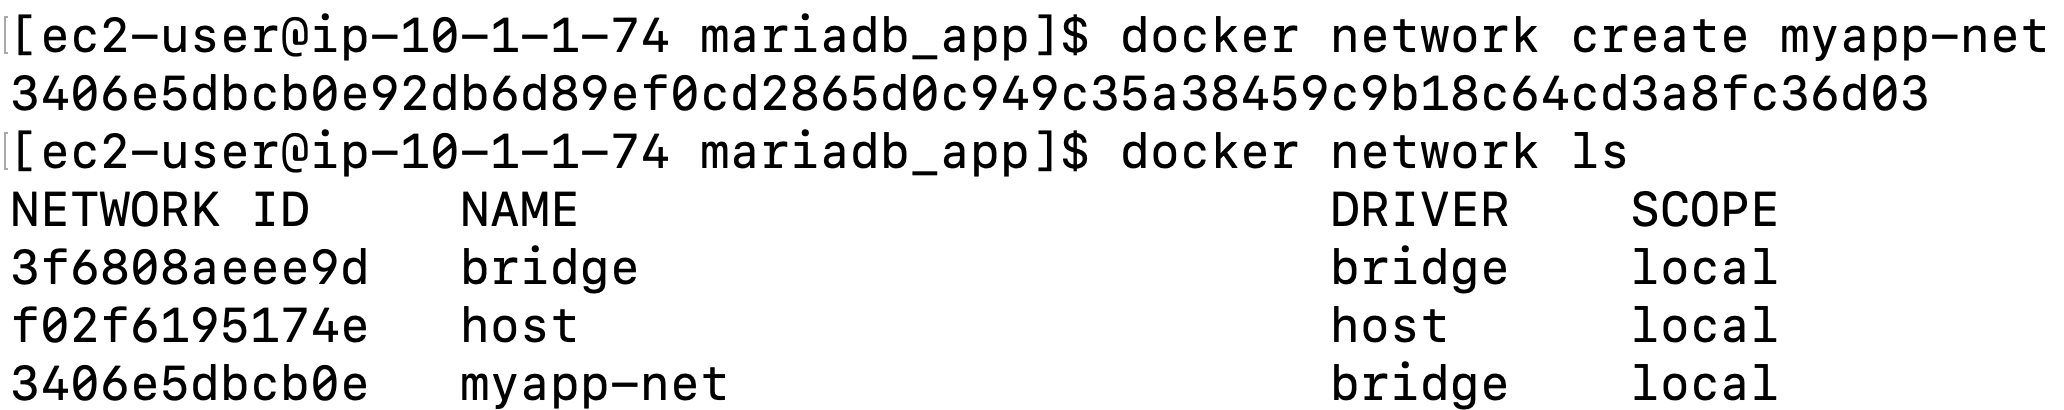 [ec2-user@ip-10-1-1-74 mariadb_app]$ docker network create myapp-net
3406e5dbcb0e92db6d89ef0cd2865d0c949c35a38459c9b18c64cd3a8fc36d03
[ec2-user@ip-10-1-1-74 mariadb_app]$ docker network ls
NETWORK ID     NAME                         DRIVER    SCOPE
3f6808aeee9d   bridge                       bridge    local
f02f6195174e   host                         host      local
3406e5dbcb0e   myapp-net                    bridge    local